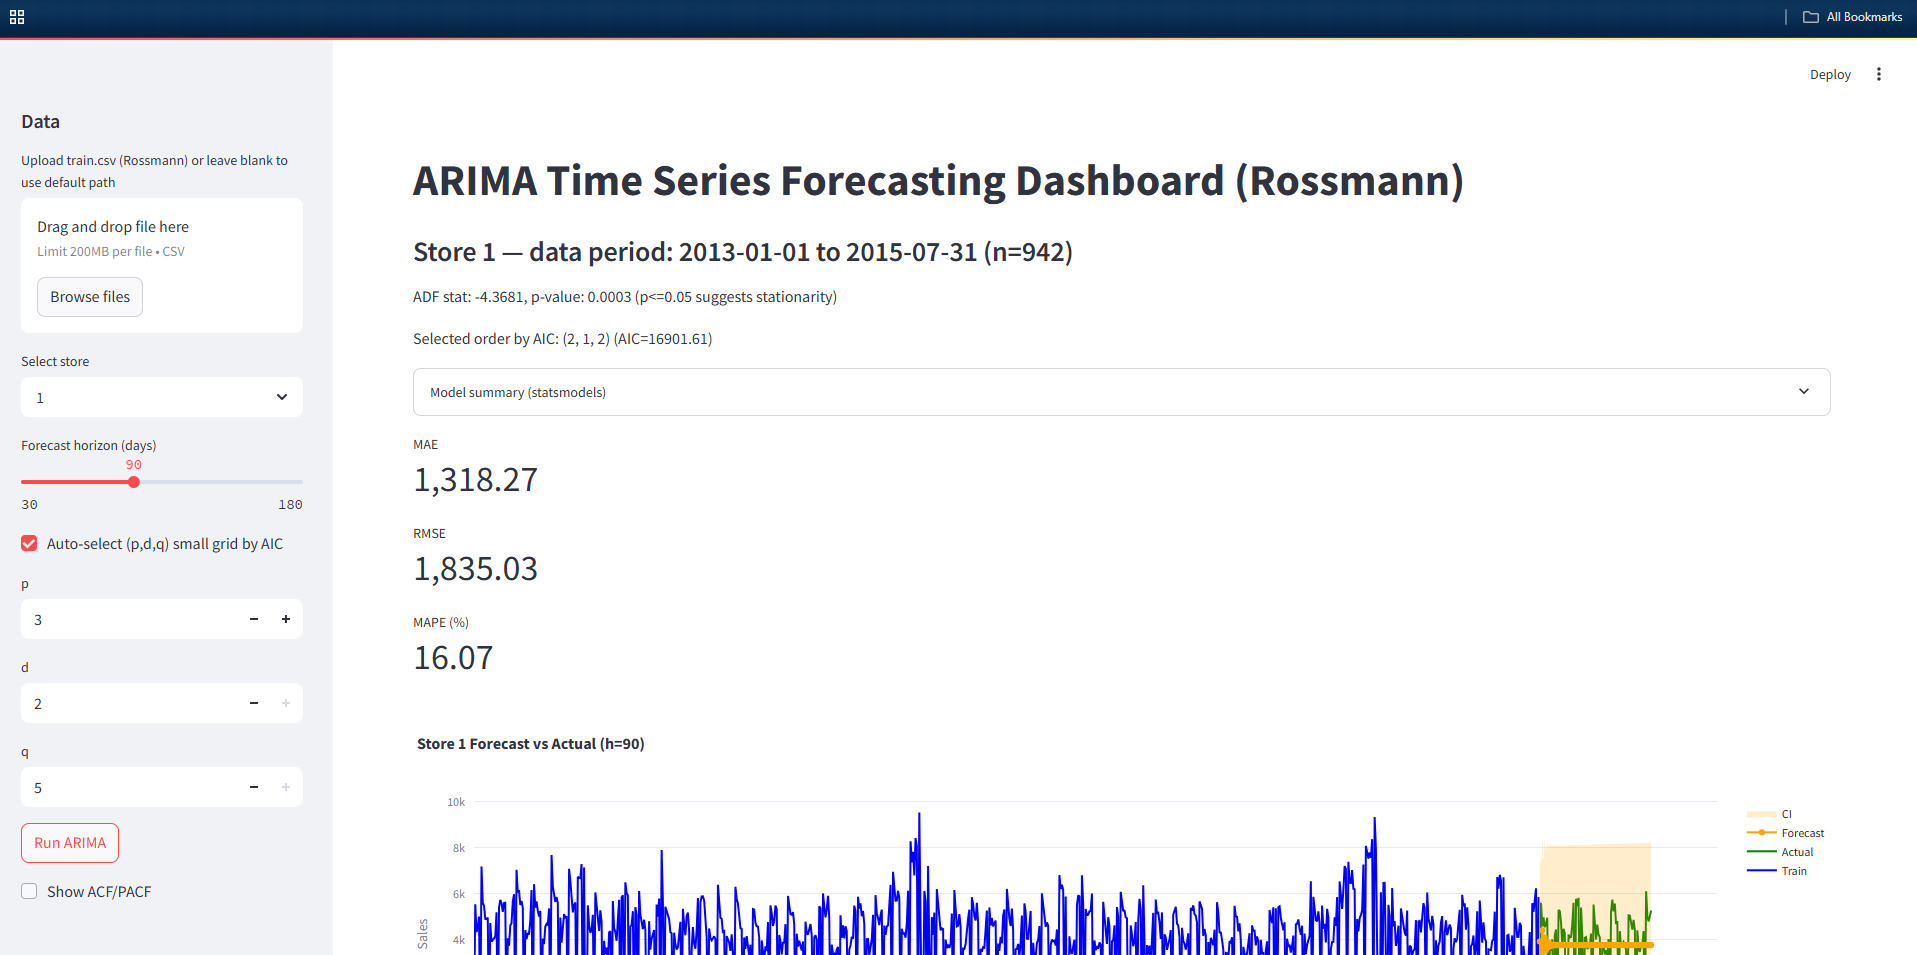 All Bookmarks
Deploy
Data
Upload train.csv (Rossmann) or leave blank to
use default path
Drag and drop file here
Limit 200MB per file • CSV
Browse files
Select store
1
Forecast horizon (days)
90
30
180
Auto-select (p,d,q) small grid by AIC
p
3
d
2
q
5
Run ARIMA
Show ACF/PACF
ARIMA Time Series Forecasting Dashboard (Rossmann)
Store 1 — data period: 2013-01-01 to 2015-07-31 (n=942)
ADF stat: -4.3681, p-value: 0.0003 (p<=0.05 suggests stationarity)
Selected order by AIC: (2, 1, 2) (AIC=16901.61)
Model summary (statsmodels)
MAE
1,318.27
RMSE
1,835.03
MAPE (%)
16.07
Store 1 Forecast vs Actual (h=90)
10k
8k
6k
4k
Sales
CI
Forecast
Actual
Train